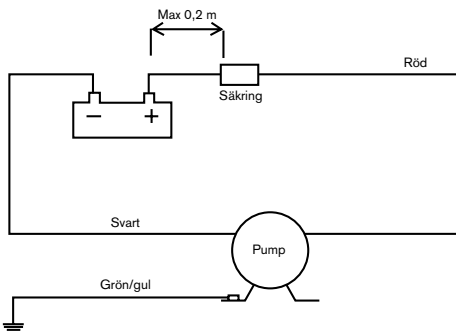 Max 0,2 m
Röd
Säkring
− +
Svart
Pump
Grön/gul